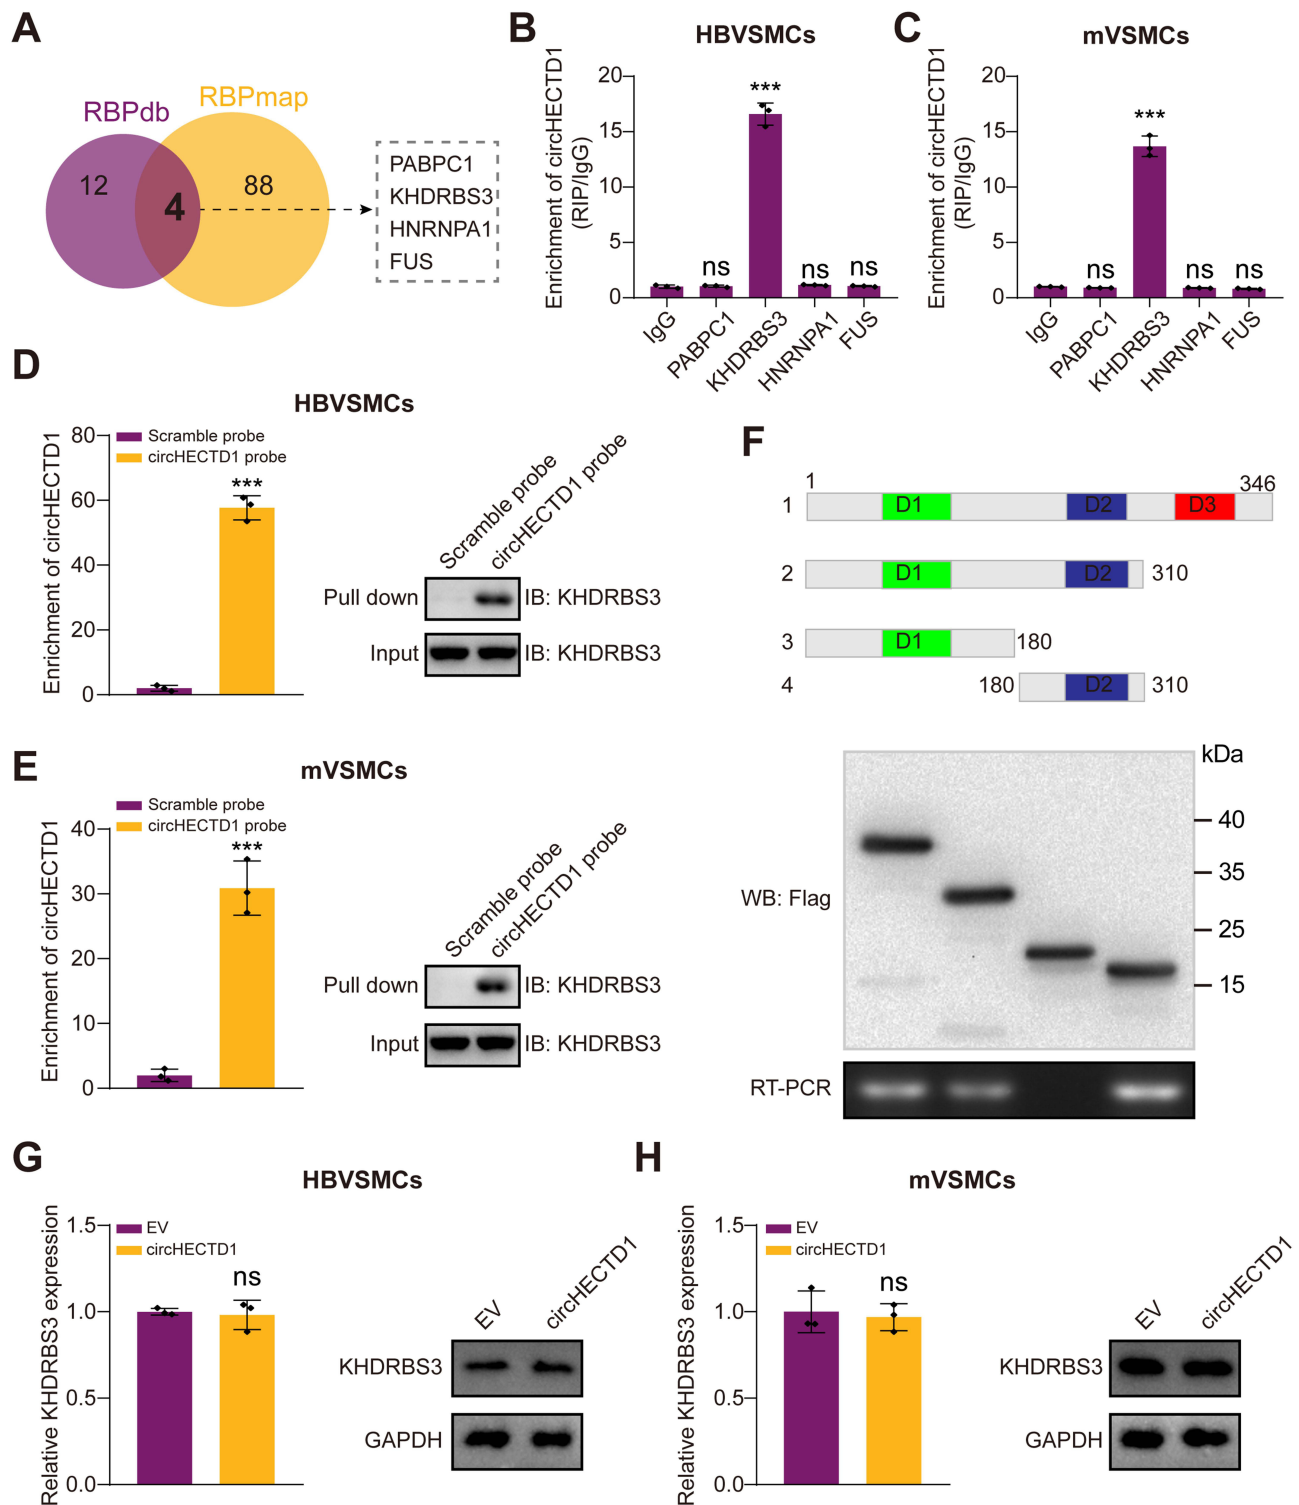 A
RBPdb
RBPmap
12
4
88
PABPC1
KHDRBS3
HNRNPA1
FUS
B
HBVSMCs
Enrichment of circHECTD1
(RIP/IgG)
20
15
10
5
0
***
ns
ns
ns
IgG
PABPC1
KHDRBS3
HNRNPA1
FUS
C
mVSMCs
Enrichment of circHECTD1
(RIP/IgG)
20
15
10
5
0
***
ns
ns
ns
IgG
PABPC1
KHDRBS3
HNRNPA1
FUS
D
HBVSMCs
Enrichment of circHECTD1
80
60
40
20
0
Scramble probe
circHECTD1 probe
***
Scramble probe
circHECTD1 probe
Pull down
IB: KHDRBS3
Input
IB: KHDRBS3
E
mVSMCs
Enrichment of circHECTD1
40
30
20
10
0
Scramble probe
circHECTD1 probe
***
Scramble probe
circHECTD1 probe
Pull down
IB: KHDRBS3
Input
IB: KHDRBS3
F
1
346
1
D1
D2
D3
2
D1
D2
310
3
D1
180
4
180
D2
310
kDa
40
35
25
15
WB: Flag
RT-PCR
G
HBVSMCs
Relative KHDRBS3 expression
1.5
1.0
0.5
0.0
EV
circHECTD1
ns
EV
circHECTD1
KHDRBS3
GAPDH
H
mVSMCs
Relative KHDRBS3 expression
1.5
1.0
0.5
0.0
EV
circHECTD1
ns
EV
circHECTD1
KHDRBS3
GAPDH